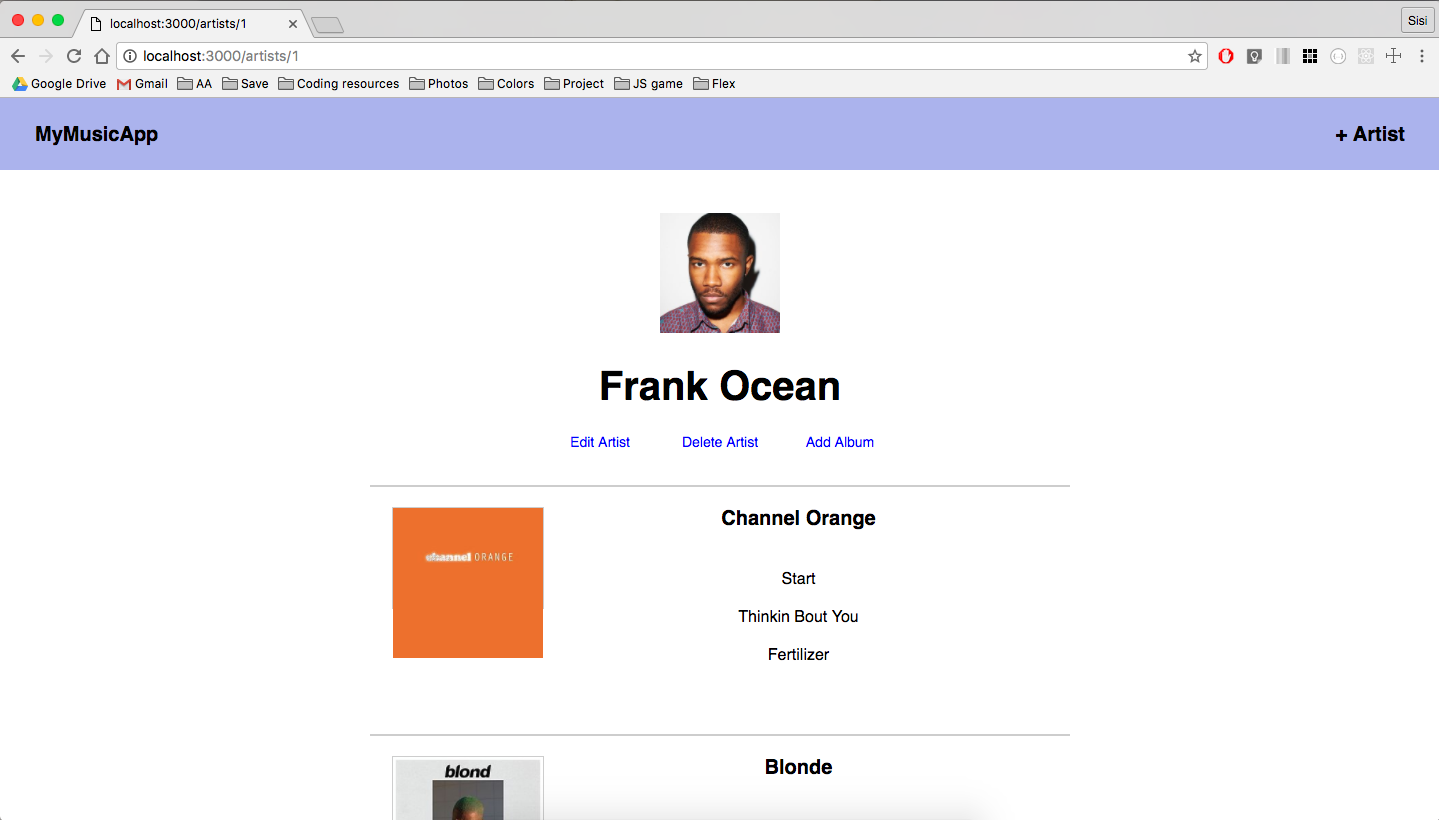 localhost:3000/artists/1
Sisi
localhost:3000/artists/1
Google Drive Gmail AA Save Coding resources Photos Colors Project JS game Flex
MyMusicApp + Artist
Frank Ocean
Edit Artist Delete Artist Add Album
Channel Orange
channel ORANGE
Start
Thinkin Bout You
Fertilizer
Blonde
blond